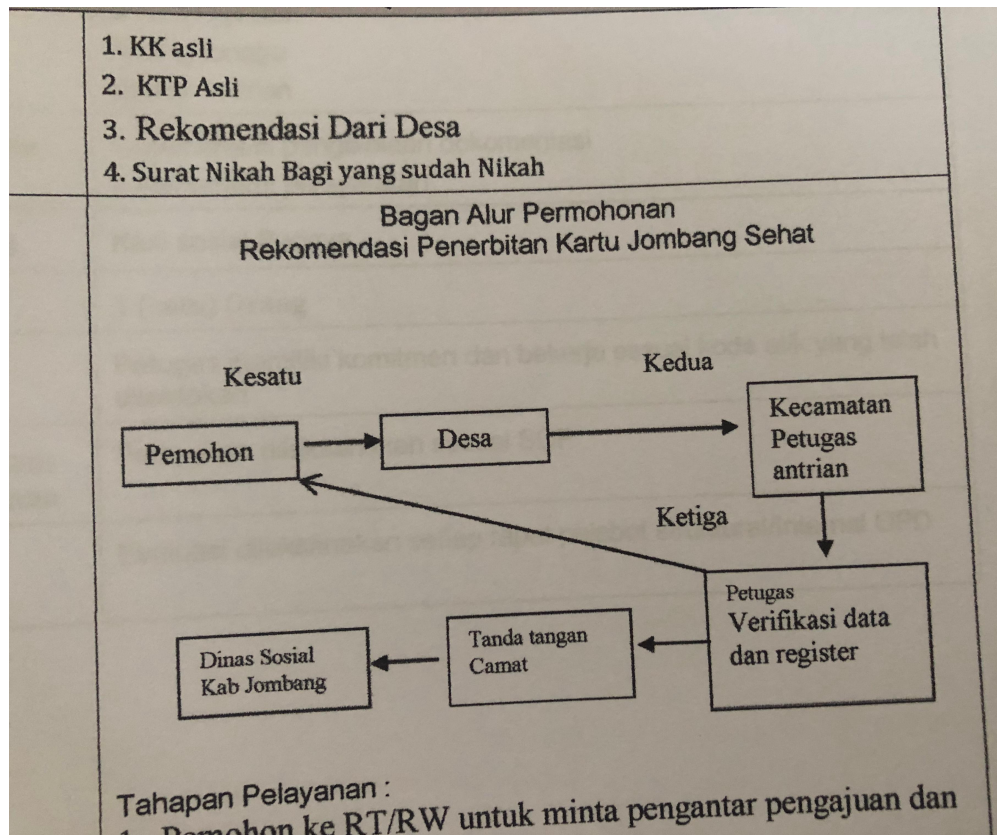 1. KK asli
2. KTP Asli
3. Rekomendasi Dari Desa
4. Surat Nikah Bagi yang sudah Nikah
Bagan Alur Permohonan
Rekomendasi Penerbitan Kartu Jombang Sehat
Kesatu
Kedua
Pemohon
Desa
Kecamatan
Petugas
antrian
Ketiga
Petugas
Verifikasi data
dan register
Tanda tangan
Camat
Dinas Sosial
Kab Jombang
Tahapan Pelayanan :
1. Pemohon ke RT/RW untuk minta pengantar pengajuan dan